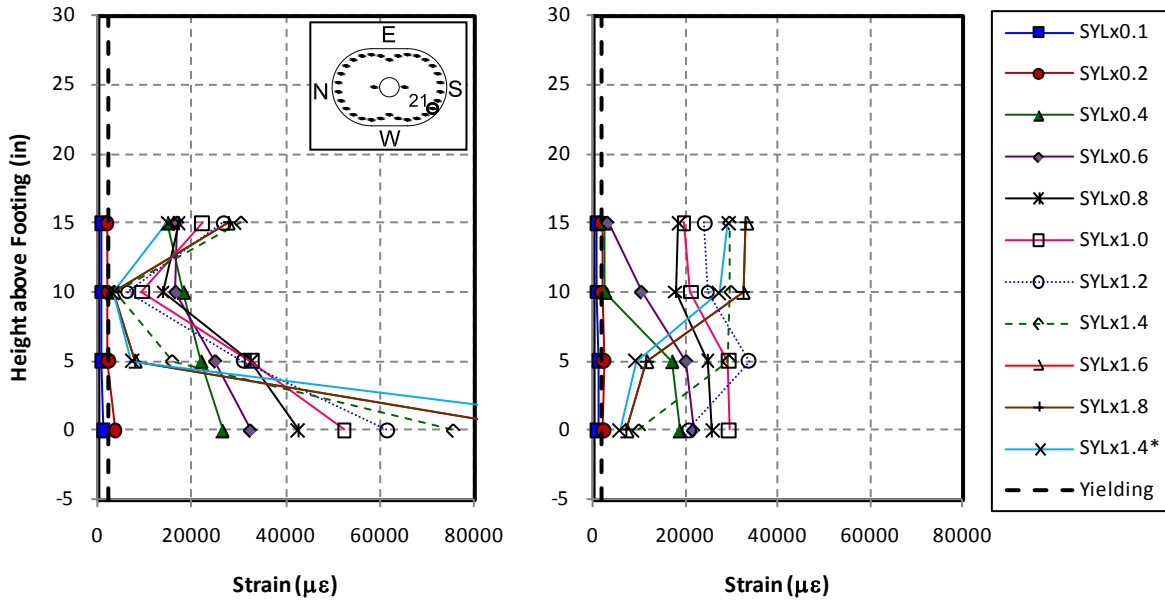 Height above Footing (in)
30
25
20
15
10
5
0
-5
E
N
S
21
W
0
20000
40000
60000
80000
Strain (µε)
30
25
20
15
10
5
0
-5
0
20000
40000
60000
80000
Strain (µε)
SYLx0.1
SYLx0.2
SYLx0.4
SYLx0.6
SYLx0.8
SYLx1.0
SYLx1.2
SYLx1.4
SYLx1.6
SYLx1.8
SYLx1.4*
Yielding